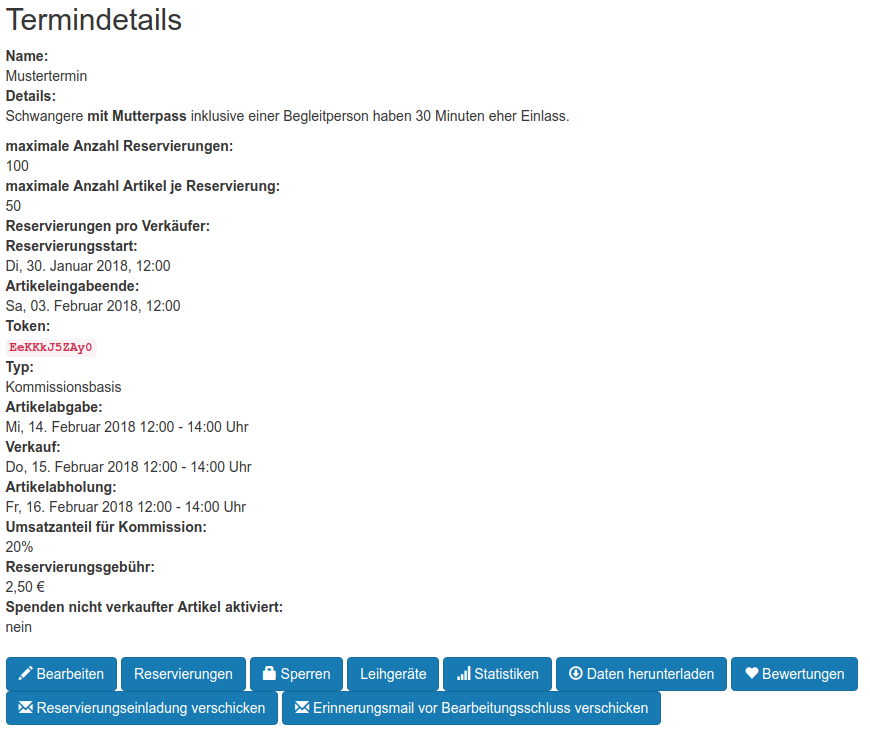 Termindetails
Name:
Mustertermin
Details:
Schwangere mit Mutterpass inklusive einer Begleitperson haben 30 Minuten eher Einlass.
maximale Anzahl Reservierungen:
100
maximale Anzahl Artikel je Reservierung:
50
Reservierungen pro Verkäufer:
Reservierungsstart:
Di, 30. Januar 2018, 12:00
Artikeleingabeende:
Sa, 03. Februar 2018, 12:00
Token:
EeKKkJ5ZAy0
Typ:
Kommissionsbasis
Artikelabgabe:
Mi, 14. Februar 2018 12:00 - 14:00 Uhr
Verkauf:
Do, 15. Februar 2018 12:00 - 14:00 Uhr
Artikelabholung:
Fr, 16. Februar 2018 12:00 - 14:00 Uhr
Umsatzanteil für Kommission:
20%
Reservierungsgebühr:
2,50 €
Spenden nicht verkaufter Artikel aktiviert:
nein
Bearbeiten Reservierungen Sperren Leihgeräte Statistiken Daten herunterladen Bewertungen
Reservierungseinladung verschicken Erinnerungsmail vor Bearbeitungsschluss verschicken